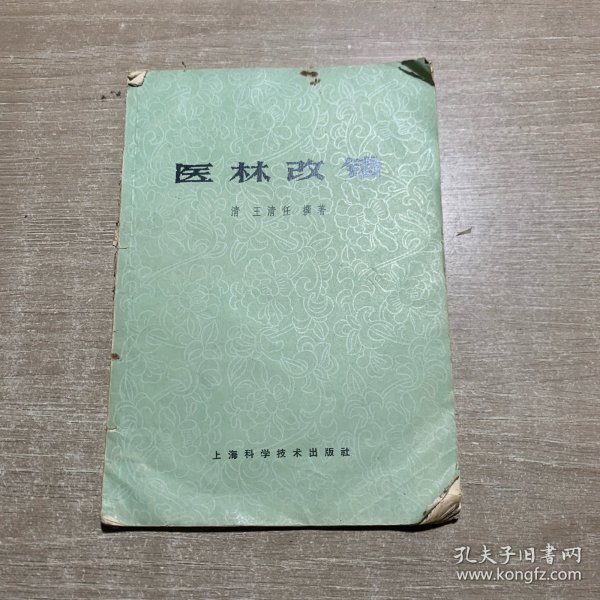 医林改错
清 王清任 撰著
上海科学技术出版社
孔夫子旧书网
www.kongfz.com